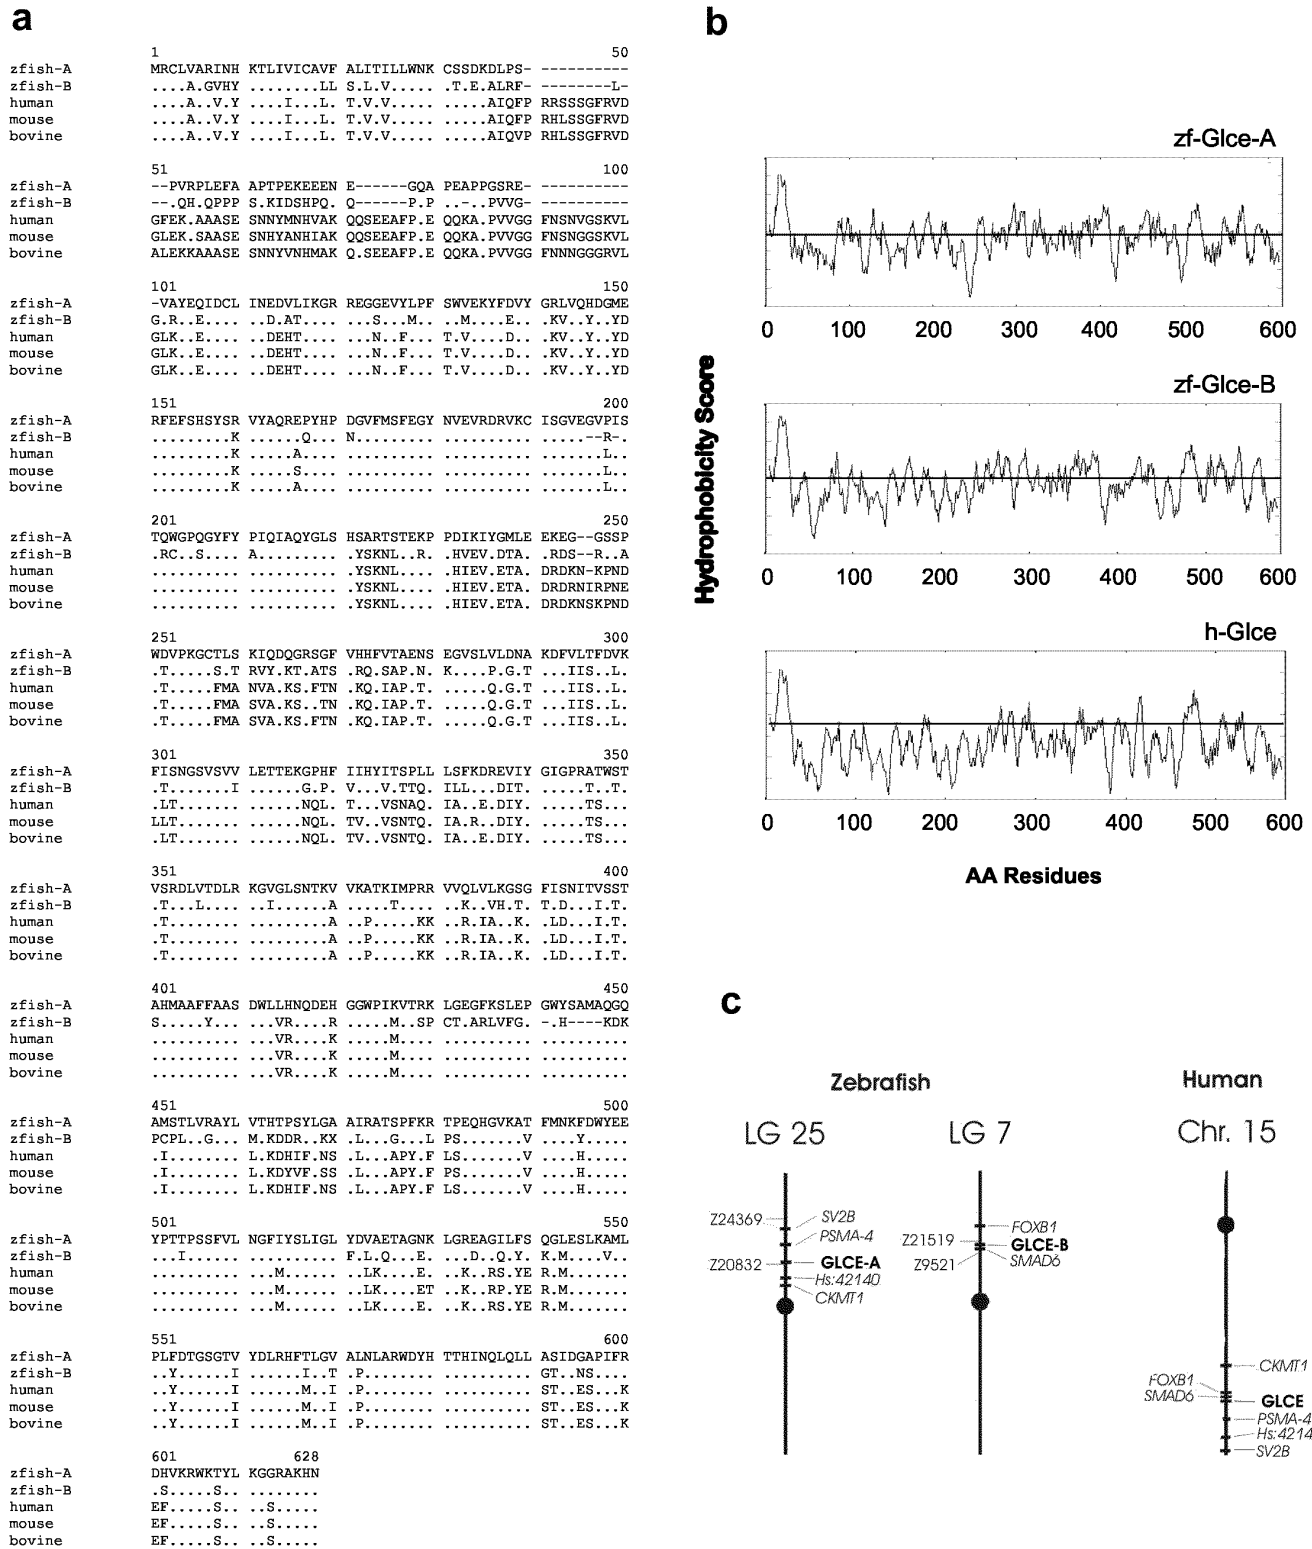 a
1 50
zfish-A MRCLVARINH KTLIVICAVF ALITILLWNK CSSDKDLPS- ----------
zfish-B ....A.GVHY ........LL S.L.V..... .T.E.ALRF- --------L-
human ....A..V.Y ...I...L. T.V.V..... .....AIQFP RRSSSGFRVD
mouse ....A..V.Y ...I...L. T.V.V..... .....AIQFP RHLSSGFRVD
bovine ....A..V.Y ...I...L. T.V.V..... .....AIQVP RHLSSGFRVD
51 100
zfish-A --PVRPLEFA APTPEKEEEN E------GQA PEAPPGSRE- ----------
zfish-B --.QH.QPPP S.KIDSHPQ. Q------P.P ..-..PVVG- ----------
human GFEK.AAASE SNNYMNHVAK QQSEEAFP.E QQKA.PVVGG FNSNVGSKVL
mouse GLEK.SAASE SNHYANHIAK QQSEEAFP.E QQKA.PVVGG FNSNGGSKVL
bovine ALEKKAAASE SNNYVNHMAK Q.SEEAFP.E QQKA.PVVGG FNNNGGGRVL
101 150
zfish-A -VAYEQIDCL INEDVLIKGR REGGEVYLPF SWVEKYFDVY GRLVQHDGME
zfish-B G.R..E.... ..D.AT.... ...S...M.. ..M....E.. .KV..Y..YD
human GLK..E.... ..DEHT.... ...N..F... T.V....D.. .KV..Y..YD
mouse GLK..E.... ..DEHT.... ...N..F... T.V....D.. .KV..Y..YD
bovine GLK..E.... ..DEHT.... ...N..F... T.V....D.. .KV..Y..YD
151 200
zfish-A RFEFSHSYSR VYAQREPYHP DGVFMSFEGY NVEVRDRVKC ISGVEGVPIS
zfish-B .........K ......Q... N......... .......... ......--R-.
human .........K .....A.... .......... .......... .......L..
mouse .........K .....S.... .......... .......... .......L..
bovine .........K .....A.... .......... .......... .......L..
201 250
zfish-A TQWGPQGYFY PIQIAQYGLS HSARTSTEKP PDIKIYGMLE EKEG--GSSP
zfish-B .RC..S.... A......... .YSKNL..R. .HVEV.DTA. .RDS--R..A
human .......... .......... .YSKNL.... .HIEV.ETA. DRDKN-KPND
mouse .......... .......... .YSKNL.... .HIEV.ETA. DRDRNIRPNE
bovine .......... .......... .YSKNL.... .HIEV.ETA. DRDKNSKPND
251 300
zfish-A WDVPKGCTLS KIQDQGRSGF VHHFVTAENS EGVSLVLDNA KDFVLTFDVK
zfish-B .T.....S.T RVY.KT.ATS .RQ.SAP.N. K....P.G.T ...IIS..L.
human .T.....FMA NVA.KS.FTN .KQ.IAP.T. .....Q.G.T ...IIS..L.
mouse .T.....FMA SVA.KS..TN .KQ.IAP.T. .....Q.G.T ...IIS..L.
bovine .T.....FMA SVA.KS.FTN .KQ.IAP.T. .....Q.G.T ...IIS..L.
301 350
zfish-A FISNGSVSVV LETTEKGPHF IIHYITSPLL LSFKDREVIY GIGPRATWST
zfish-B .T.......I ......G.P. V...V.TTQ. ILL...DIT. .....T..T.
human .LT....... ......NQL. T...VSNAQ. IA..E.DIY. .....TS...
mouse LLT....... ......NQL. TV..VSNTQ. IA..R..DIY. .....TS...
bovine .LT....... ......NQL. TV..VSNTQ. IA..E.DIY. .....TS...
351 400
zfish-A VSRDLVTDLR KGVGLSNTKV VKATKIMPRR VVQLVLKGSG FISNITVSST
zfish-B .T...L.... ..I......A .....T.... ..K..VH.T. T.D...I.T.
human .T........ .........A ..P.....KK ..R.IA..K. .LD...I.T.
mouse .T........ .........A ..P.....KK ..R.IA..K. .LD...I.T.
bovine .T........ .........A ..P.....KK ..R.IA..K. .LD...I.T.
401 450
zfish-A AHMAAFFAAS DWLLHNQDEH GGWPIKVTRK LGEGFKSLEP GWYSAMAQGQ
zfish-B S.....Y... ...VR....R .....M..SP CT.ARLVFG. -.H----KDK
human .......... ...VR....K .....M.... .......... ..........
mouse .......... ...VR....K .....M.... .......... ..........
bovine .......... ...VR....K .....M.... .......... ..........
451 500
zfish-A AMSTLVRAYL VTHTPSYLGA AIRATSPFKR TPEQHGVKAT FMNKFDWYEE
zfish-B PCPL..G... M.KDDR..KX .L...G...L PS.......V ....Y.....
human .I........ L.KDHIF.NS .L...APY.F LS.......V ....H.....
mouse .I........ L.KDYVF.SS .L...APY.F PS.......V ....H.....
bovine .I........ L.KDHIF.NS .L...APY.F LS.......V ....H.....
501 550
zfish-A YPTTPSSFVL NGFIYSLIGL YDVAETAGNK LGREAGILFS QGLESLKAML
zfish-B ...I...... .......... F.L.Q...E. ....D..Q.Y. K.M....V..
human .......... ...M...... ..LK....E. ..K..RS.YE R.M.......
mouse .......... ...M...... ..LK....ET ..K..RP.YE R.M.......
bovine .......... ...M...... ..LK....E. ..K..RS.YE R.M.......
551 600
zfish-A PLFDTGSGTV YDLRHFTLGV ALNLARWDYH TTHINQLQLL ASIDGAPIFR
zfish-B ..Y......I ......I..T .P........ .......... GT..NS....
human ..Y......I ......M..I .P........ .......... ST..ES...K
mouse ..Y......I ......M..I .P........ .......... ST..ES...K
bovine ..Y......I ......M..I .P........ .......... ST..ES...K
601 628
zfish-A DHVKRWKTYL KGGRAKHN
zfish-B .S.....S.. ........
human EF.....S.. ..S.....
mouse EF.....S.. ..S.....
bovine EF.....S.. ..S.....
b
Hydrophobicity Score
zf-Glce-A
0 100 200 300 400 500 600
zf-Glce-B
0 100 200 300 400 500 600
h-Glce
0 100 200 300 400 500 600
AA Residues
c
Zebrafish Human
LG 25 LG 7 Chr. 15
Z24369 SV2B
PSMA-4
Z20832 GLCE-A
Hs:42140
CKMT1
FOXB1
Z21519 GLCE-B
Z9521 SMAD6
CKMT1
FOXB1
SMAD6 GLCE
PSMA-4
Hs:4214
SV2B